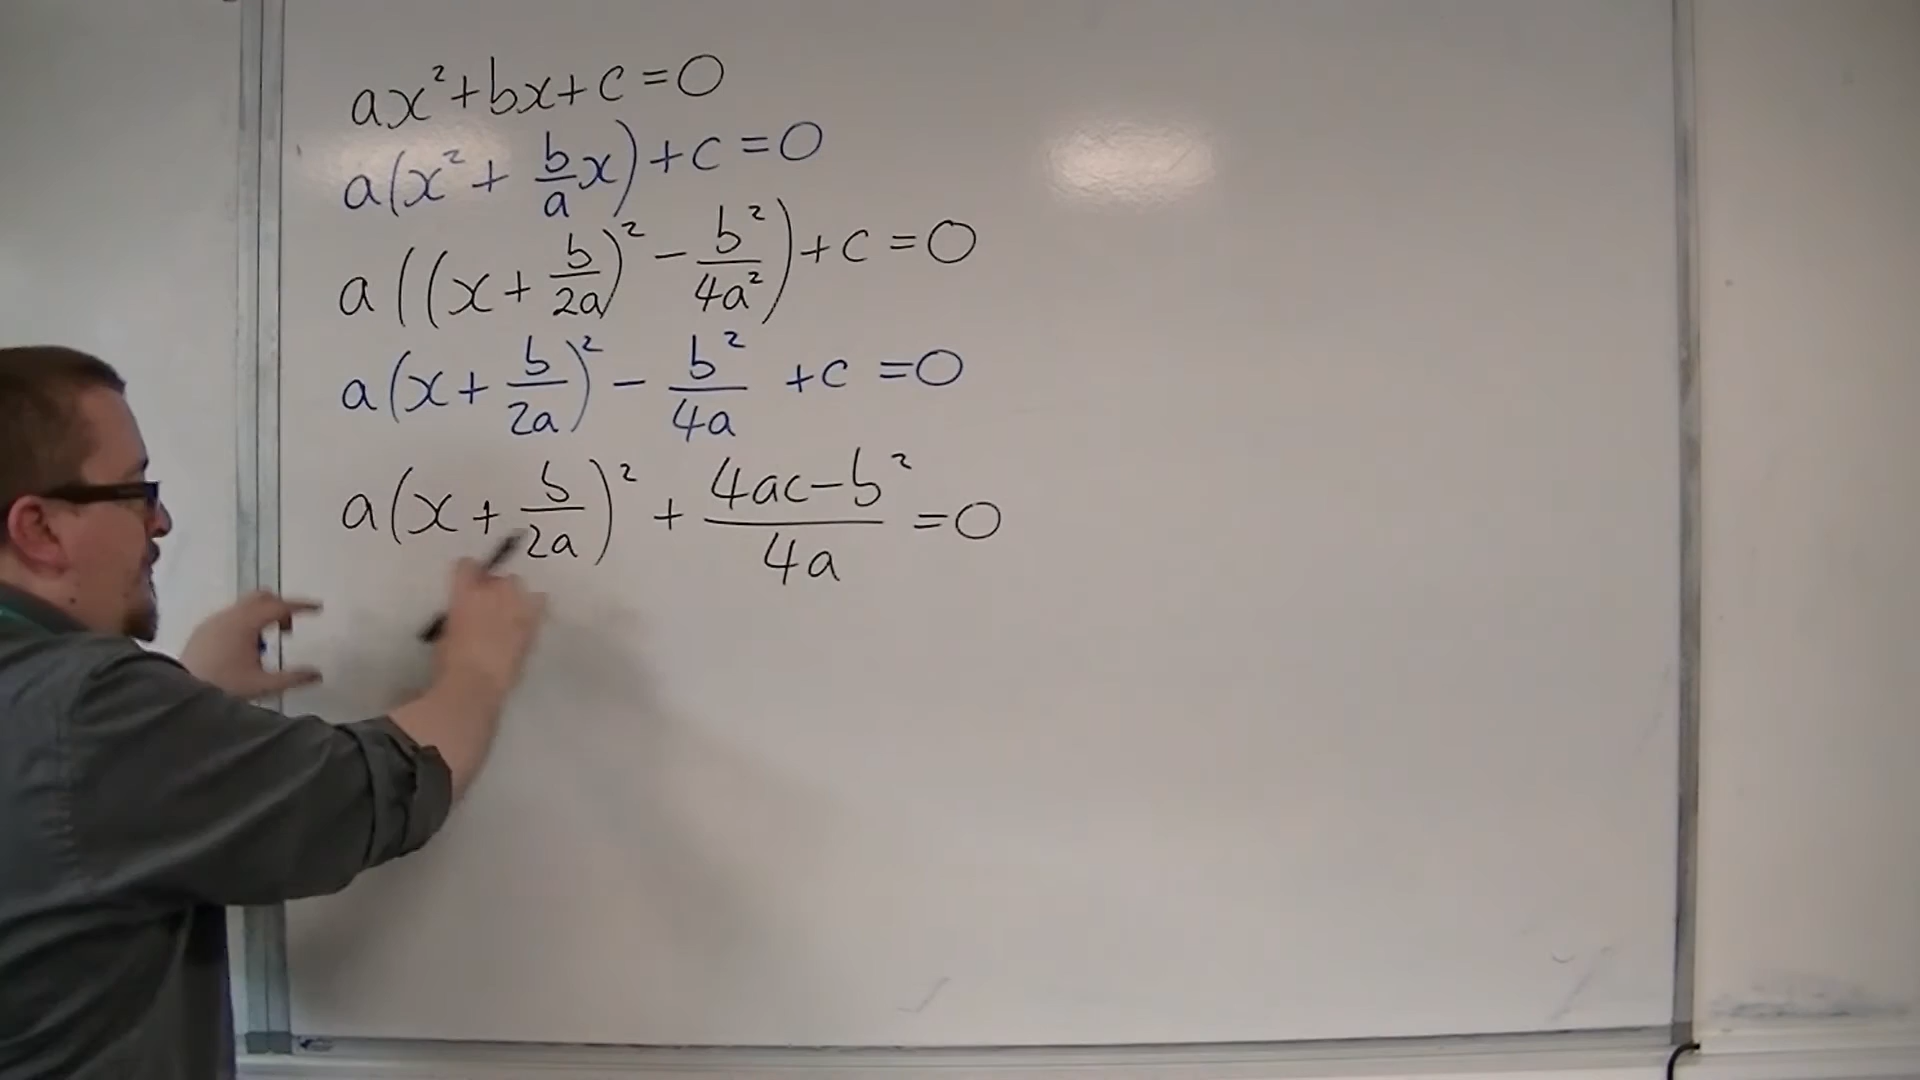 ax²+bx+c=0
a(x²+ b/a x)+c=0
a((x+ b/2a)² - b²/4a²)+c=0
a(x+ b/2a)² - b²/4a +c=0
a(x+ b/2a)² + 4ac-b²/4a =0